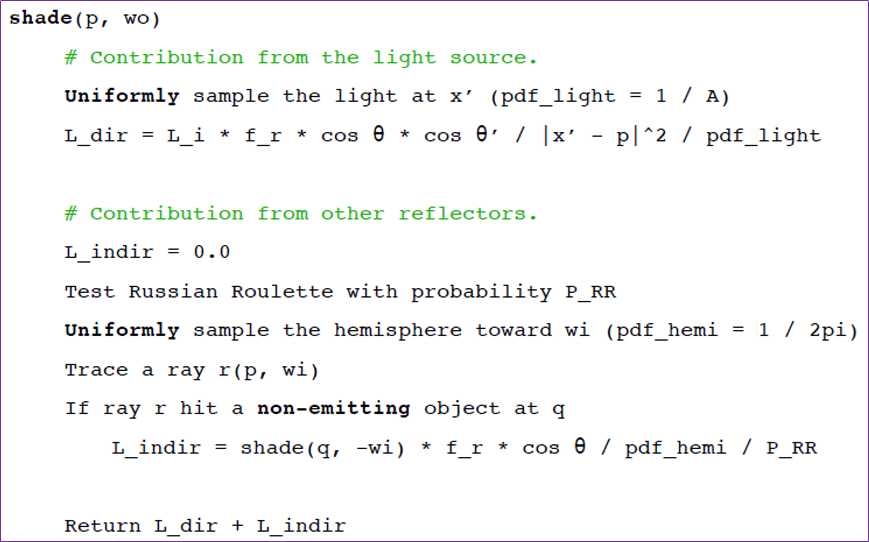 shade(p, wo)
# Contribution from the light source.
Uniformly sample the light at x’ (pdf_light = 1 / A)
L_dir = L_i * f_r * cos θ * cos θ’ / |x’ - p|^2 / pdf_light
# Contribution from other reflectors.
L_indir = 0.0
Test Russian Roulette with probability P_RR
Uniformly sample the hemisphere toward wi (pdf_hemi = 1 / 2pi)
Trace a ray r(p, wi)
If ray r hit a non-emitting object at q
L_indir = shade(q, -wi) * f_r * cos θ / pdf_hemi / P_RR
Return L_dir + L_indir